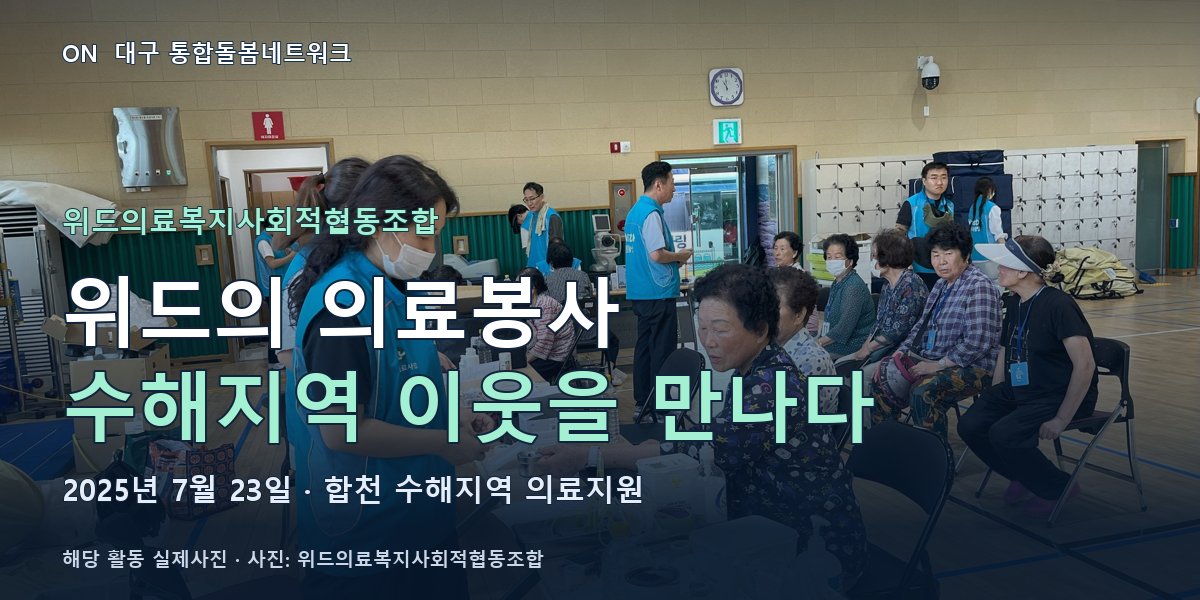 ON 대구 통합돌봄네트워크
위드의료복지사회적협동조합
위드의 의료봉사
수해지역 이웃을 만나다
2025년 7월 23일 · 합천 수해지역 의료지원
해당 활동 실제사진 · 사진: 위드의료복지사회적협동조합